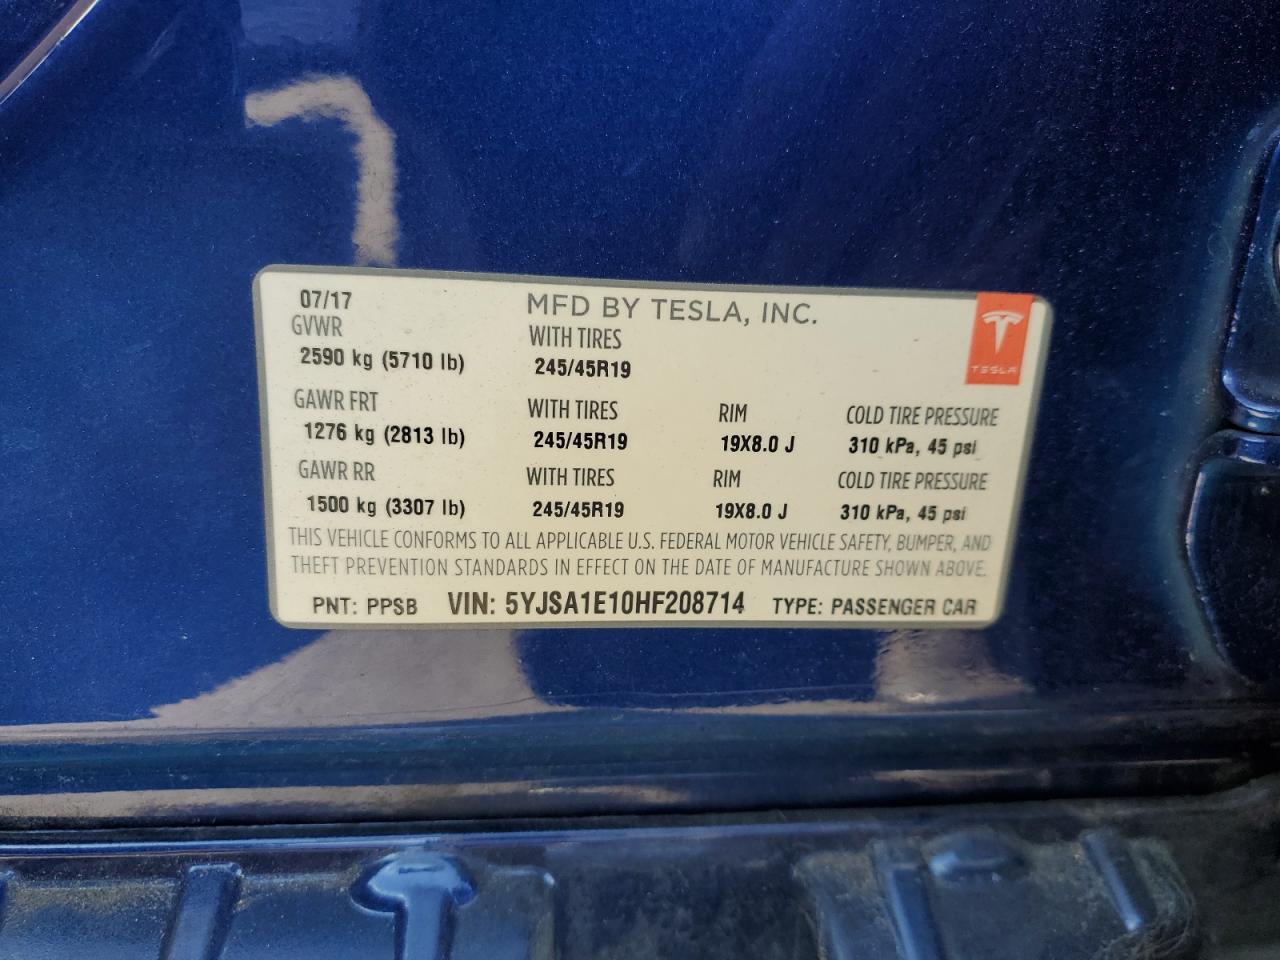 07/17 MFD BY TESLA, INC.
GVWR WITH TIRES
2590 kg (5710 lb) 245/45R19
TESLA
GAWR FRT WITH TIRES RIM COLD TIRE PRESSURE
1276 kg (2813 lb) 245/45R19 19X8.0 J 310 kPa, 45 psi
GAWR RR WITH TIRES RIM COLD TIRE PRESSURE
1500 kg (3307 lb) 245/45R19 19X8.0 J 310 kPa, 45 psi
THIS VEHICLE CONFORMS TO ALL APPLICABLE U.S. FEDERAL MOTOR VEHICLE SAFETY, BUMPER, AND
THEFT PREVENTION STANDARDS IN EFFECT ON THE DATE OF MANUFACTURE SHOWN ABOVE.
PNT: PPSB VIN: 5YJSA1E10HF208714 TYPE: PASSENGER CAR